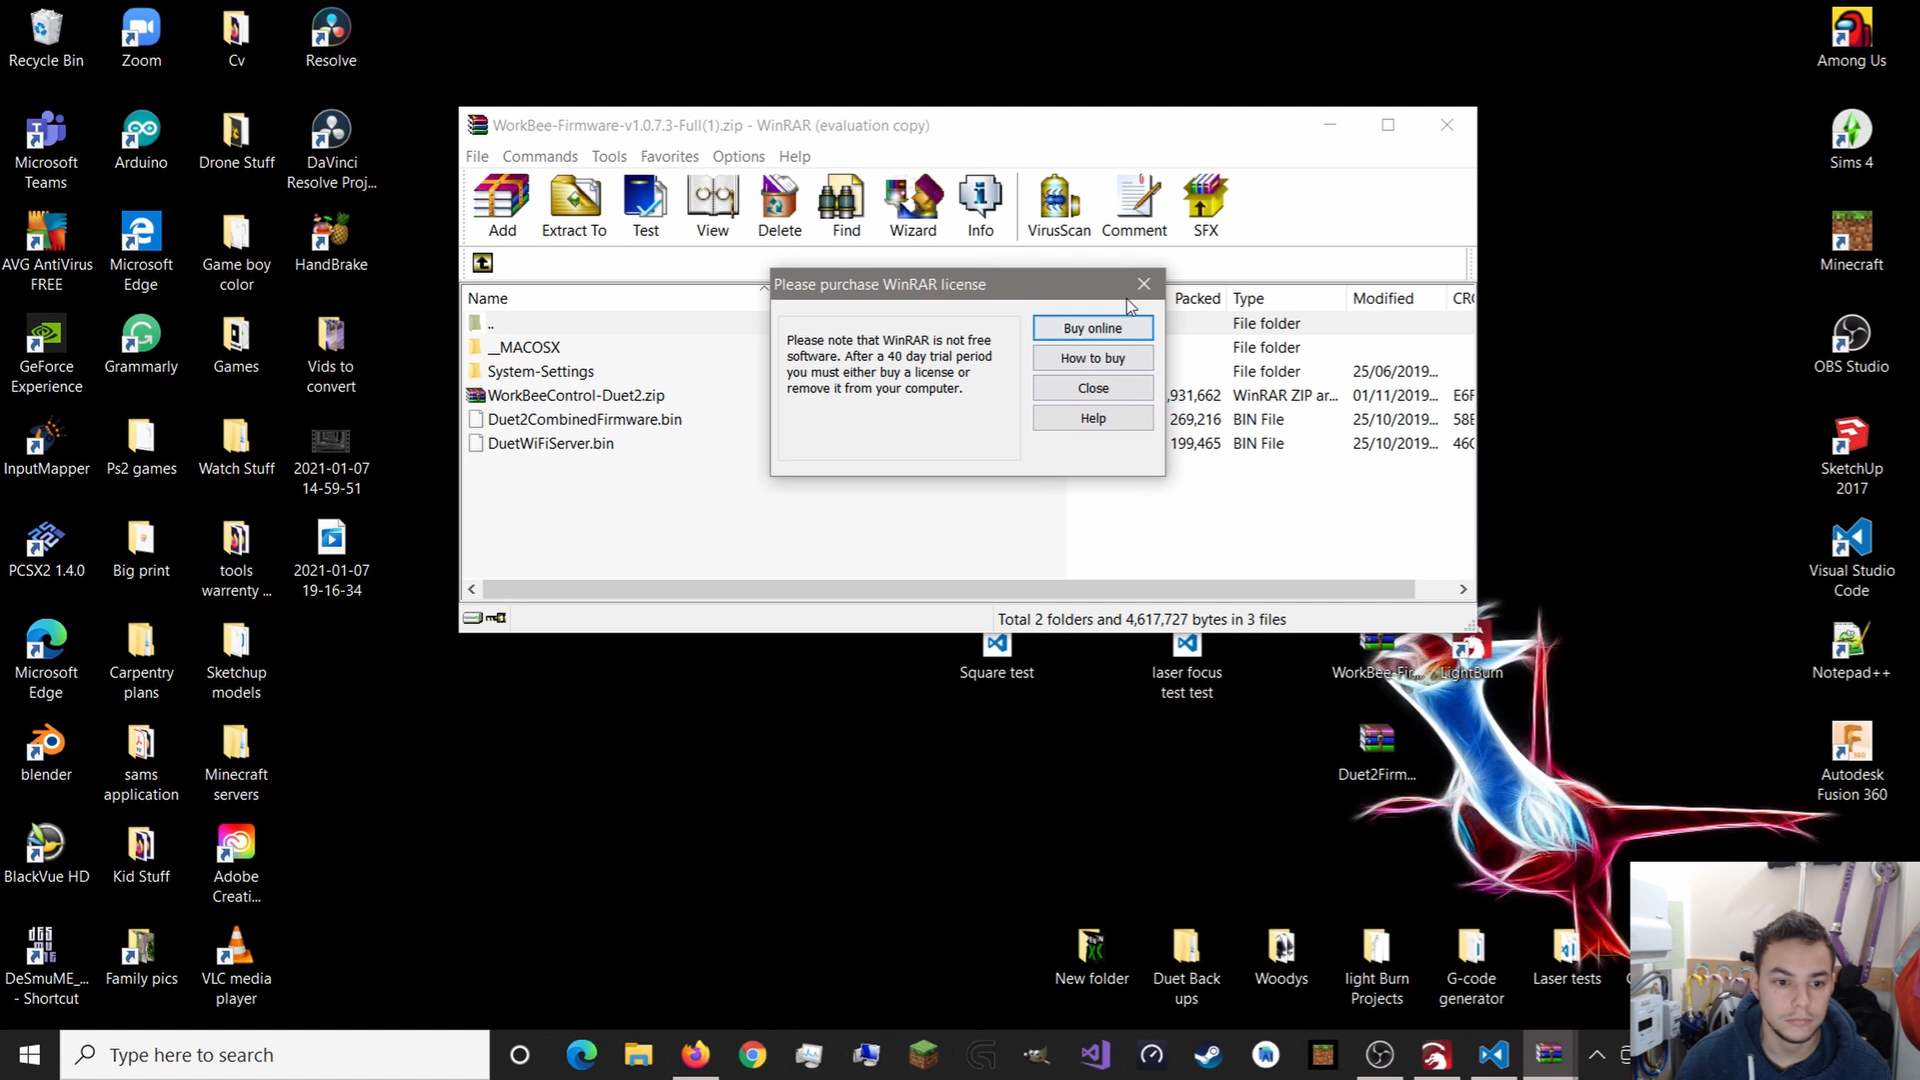 Recycle Bin
Zoom
Cv
Resolve
Among Us
Microsoft
Teams
Arduino
Drone Stuff
DaVinci
Resolve Proj...
Sims 4
AVG AntiVirus
FREE
Microsoft
Edge
Game boy
color
HandBrake
Minecraft
GeForce
Experience
Grammarly
Games
Vids to
convert
OBS Studio
InputMapper
Ps2 games
Watch Stuff
2021-01-07
14-59-51
SketchUp
2017
PCSX2 1.4.0
Big print
tools
warrenty ...
2021-01-07
19-16-34
Visual Studio
Code
Microsoft
Edge
Carpentry
plans
Sketchup
models
Square test
laser focus
test test
WorkBee-Fir...
LightBurn
Notepad++
blender
sams
application
Minecraft
servers
Duet2Firm...
Autodesk
Fusion 360
BlackVue HD
Kid Stuff
Adobe
Creati...
DeSmuME_...
- Shortcut
Family pics
VLC media
player
New folder
Duet Back
ups
Woodys
light Burn
Projects
G-code
generator
Laser tests
WorkBee-Firmware-v1.0.7.3-Full(1).zip - WinRAR (evaluation copy)
File Commands Tools Favorites Options Help
Add Extract To Test View Delete Find Wizard Info VirusScan Comment SFX
Name Packed Type Modified
.. File folder
__MACOSX File folder
System-Settings File folder 25/06/2019...
WorkBeeControl-Duet2.zip ,931,662 WinRAR ZIP ar... 01/11/2019... E6F
Duet2CombinedFirmware.bin 269,216 BIN File 25/10/2019... 58E
DuetWiFiServer.bin 199,465 BIN File 25/10/2019... 46C
Total 2 folders and 4,617,727 bytes in 3 files
Please purchase WinRAR license
Please note that WinRAR is not free
software. After a 40 day trial period
you must either buy a license or
remove it from your computer.
Buy online
How to buy
Close
Help
Type here to search